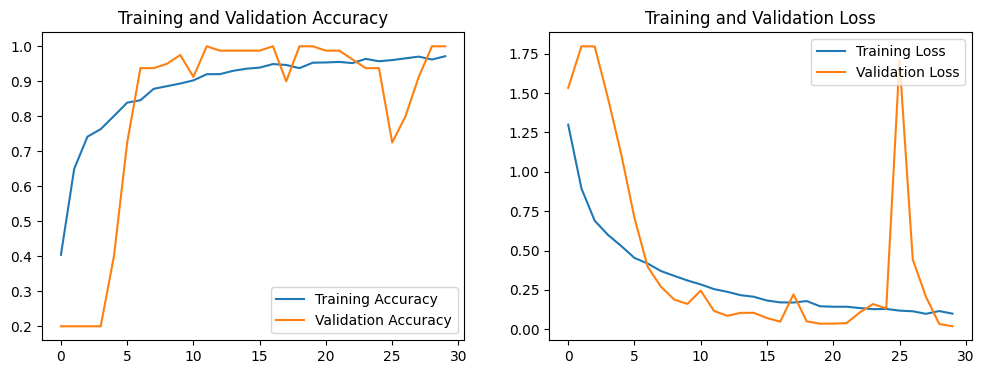 Training and Validation Accuracy
1.0
0.9
0.8
0.7
0.6
0.5
0.4
0.3
0.2
0 5 10 15 20 25 30
Training Accuracy
Validation Accuracy
Training and Validation Loss
1.75
1.50
1.25
1.00
0.75
0.50
0.25
0.00
0 5 10 15 20 25 30
Training Loss
Validation Loss